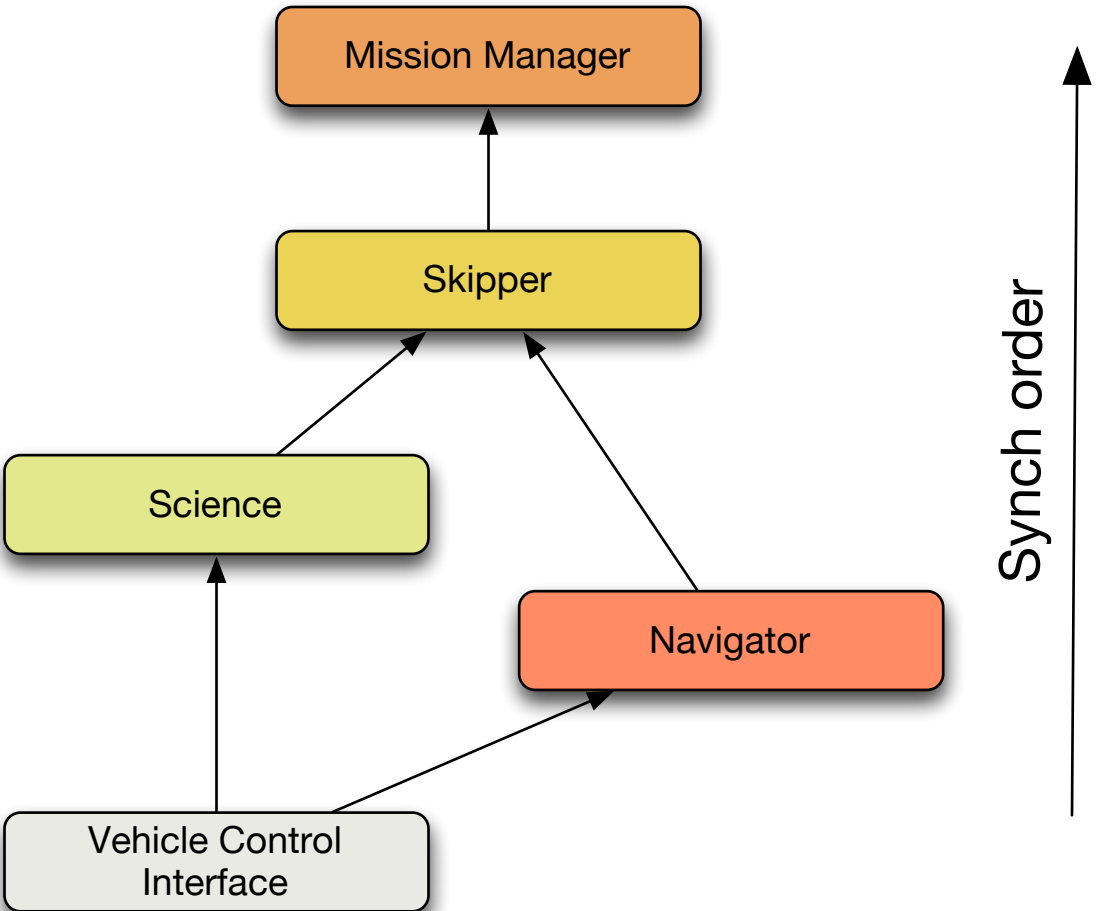 Mission Manager
Skipper
Science
Navigator
Vehicle Control
Interface
Synch order